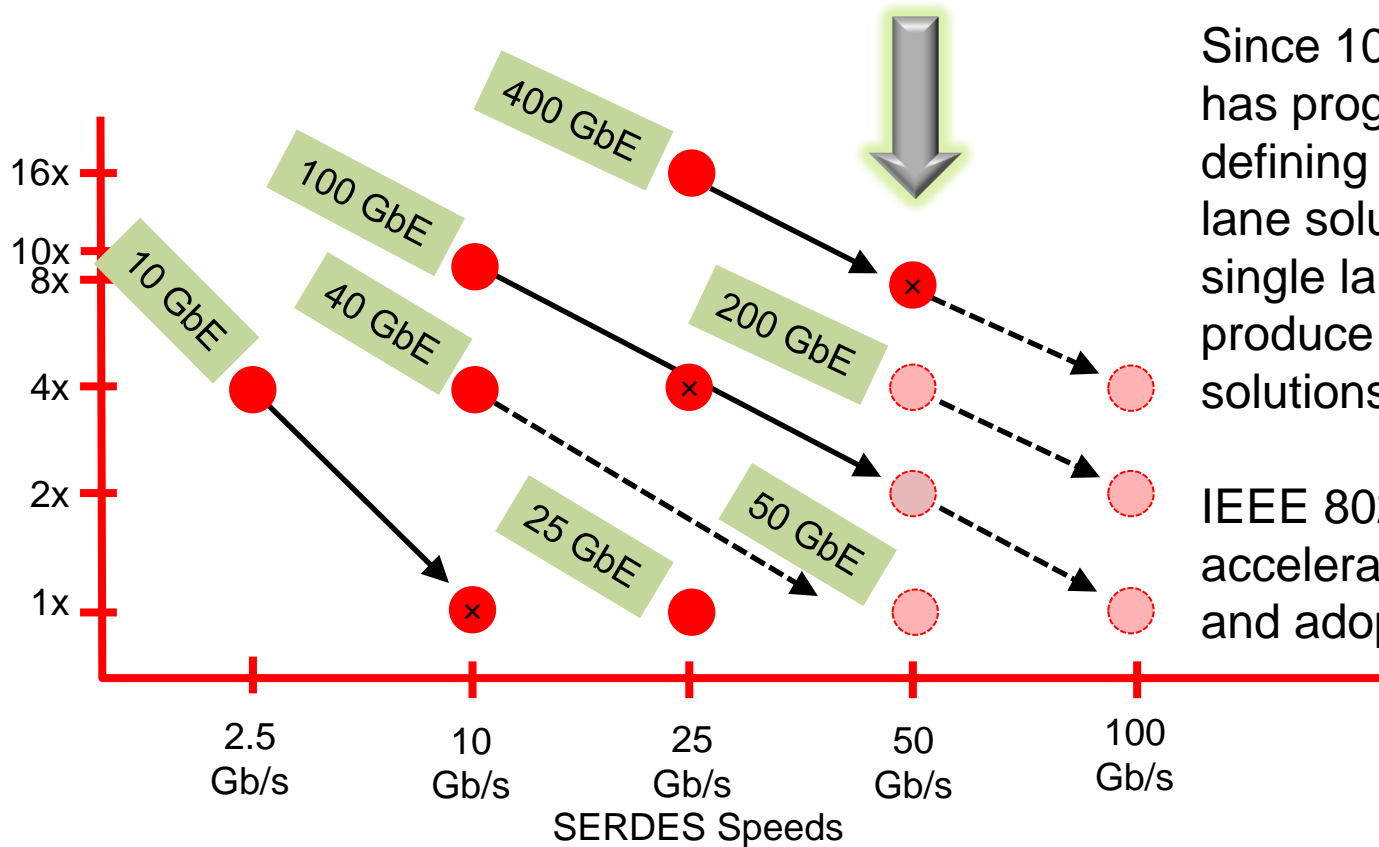 400 GbE
100 GbE
10 GbE
40 GbE
200 GbE
25 GbE
50 GbE
16x
10x
8x
4x
2x
1x
2.5
Gb/s
10
Gb/s
25
Gb/s
50
Gb/s
100
Gb/s
SERDES Speeds
Since 10
has prog
defining
lane solu
single la
produce
solutions
IEEE 802
accelera
and adop